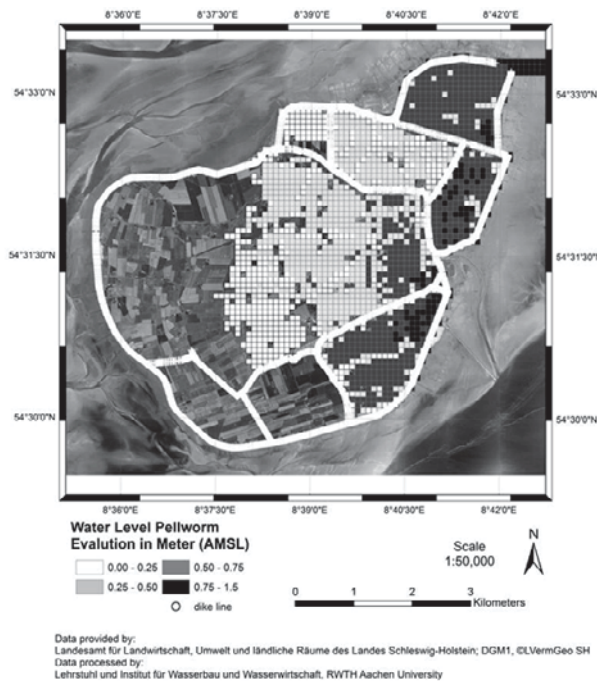 8°36'0"E 8°37'30"E 8°39'0"E 8°40'30"E 8°42'0"E
54°33'0"N 54°33'0"N
54°31'30"N 54°31'30"N
54°30'0"N 54°30'0"N
8°36'0"E 8°37'30"E 8°39'0"E 8°40'30"E 8°42'0"E
Water Level Pellworm
Evalution in Meter (AMSL)
0.00 - 0.25 0.50 - 0.75
0.25 - 0.50 0.75 - 1.5
dike line
Scale
1:50,000
N
0 1 2 3
Kilometers
Data provided by:
Landesamt für Landwirtschaft, Umwelt und ländliche Räume des Landes Schleswig-Holstein; DGM1, ©LVermGeo SH
Data processed by:
Lehrstuhl und Institut für Wasserbau und Wasserwirtschaft, RWTH Aachen University